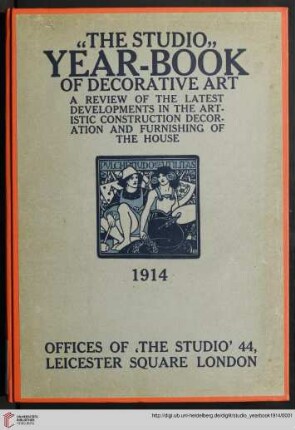 „THE STUDIO„
YEAR-BOOK
OF DECORATIVE ART
A REVIEW OF THE LATEST
DEVELOPMENTS IN THE ART-
ISTIC CONSTRUCTION DECOR-
ATION AND FURNISHING OF
THE HOUSE
1914
OFFICES OF ‚THE STUDIO' 44,
LEICESTER SQUARE LONDON
http://digi.ub.uni-heidelberg.de/diglit/studio_yearbook1914/0001